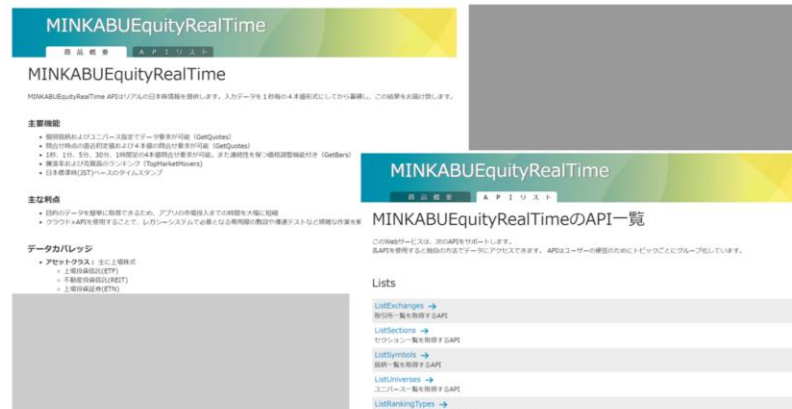 MINKABUEquityRealTime
商品概要 APIリスト
MINKABUEquityRealTime
MINKABUEquityRealTime APIはリアルの日本株情報を提供します。入力データを1秒毎の4本値形式にしてから蓄積し、この結果をお届け致します。
主要機能
個別銘柄およびユニバース指定でデータ要求が可能 (GetQuotes)
問合せ時点の直近約定値および4本値の問合せ要求が可能 (GetQuotes)
1秒、1分、5分、30分、1時間足の4本値問合せ要求が可能。また連続性を保つ価格調整機能付き (GetBars)
騰落率および売買高のランキング (TopMarketMovers)
日本標準時(JST)ベースのタイムスタンプ
主な利点
目的のデータを簡単に取得できるため、アプリの市場投入までの時間を大幅に短縮
クラウド×APIを使用することで、レガシーシステムで必要となる専用線の敷設や導通テストなど煩雑な作業を
データカバレッジ
アセットクラス： 主に上場株式
上場投資信託(ETF)
不動産投資信託(REIT)
上場投資証券(ETN)
MINKABUEquityRealTime
商品概要 APIリスト
MINKABUEquityRealTimeのAPI一覧
このWebサービスは、次のAPIをサポートします。
各APIを使用すると独自の方法でデータにアクセスできます。 APIはユーザーの便宜のためにトピックごとにグループ化しています。
Lists
ListExchanges →
取引所一覧を取得するAPI
ListSections →
セクション一覧を取得するAPI
ListSymbols →
銘柄一覧を取得するAPI
ListUniverses →
ユニバース一覧を取得するAPI
ListRankingTypes →